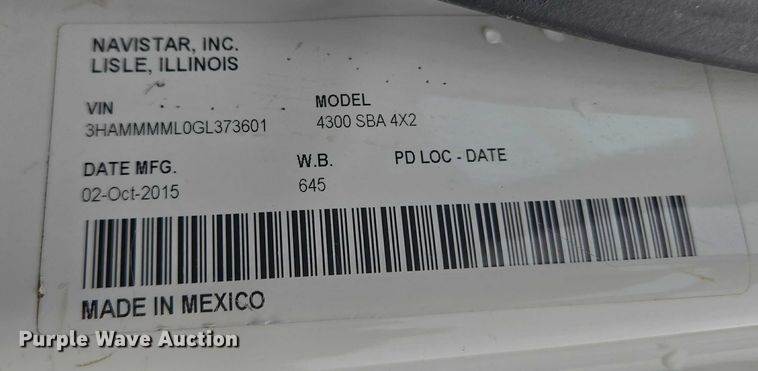 NAVISTAR, INC.
LISLE, ILLINOIS
VIN MODEL
3HAMMMML0GL373601 4300 SBA 4X2
DATE MFG. W.B. PD LOC - DATE
02-Oct-2015 645
MADE IN MEXICO
Purple Wave Auction